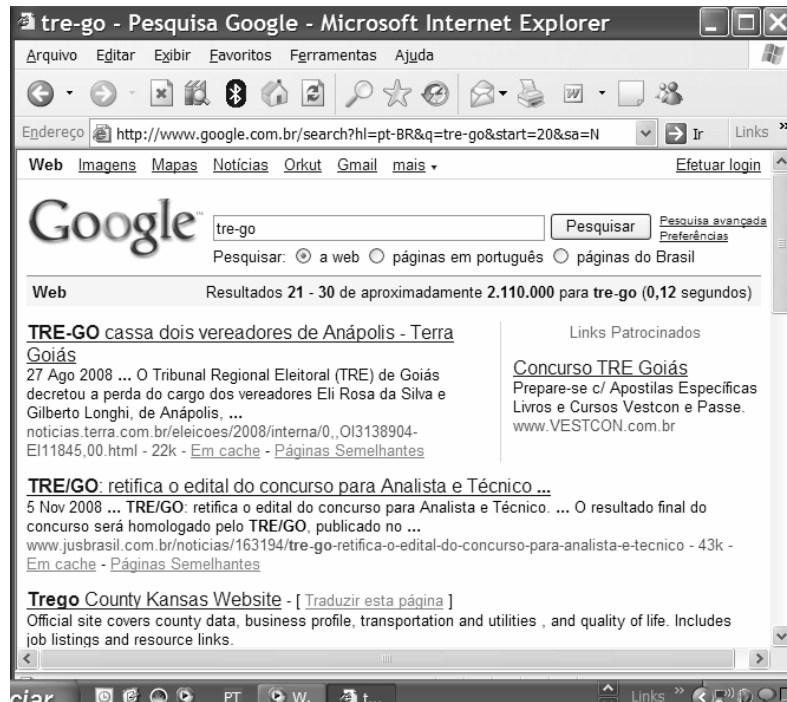 tre-go - Pesquisa Google - Microsoft Internet Explorer
Arquivo Editar Exibir Favoritos Ferramentas Ajuda
Endereço http://www.google.com.br/search?hl=pt-BR&q=tre-go&start=20&sa=N Ir Links »
Web Imagens Mapas Notícias Orkut Gmail mais Efetuar login
Google™ tre-go Pesquisar Pesquisa avançada
Preferências
Pesquisar: a web páginas em português páginas do Brasil
Web Resultados 21 - 30 de aproximadamente 2.110.000 para tre-go (0,12 segundos)
TRE-GO cassa dois vereadores de Anápolis - Terra
Goiás
27 Ago 2008 ... O Tribunal Regional Eleitoral (TRE) de Goiás
decretou a perda do cargo dos vereadores Eli Rosa da Silva e
Gilberto Longhi, de Anápolis, ...
noticias.terra.com.br/eleicoes/2008/interna/0,,OI3138904-
EI11845,00.html - 22k - Em cache - Páginas Semelhantes
Links Patrocinados
Concurso TRE Goiás
Prepare-se c/ Apostilas Específicas
Livros e Cursos Vestcon e Passe.
www.VESTCON.com.br
TRE/GO: retifica o edital do concurso para Analista e Técnico ...
5 Nov 2008 ... TRE/GO: retifica o edital do concurso para Analista e Técnico. ... O resultado final do
concurso será homologado pelo TRE/GO, publicado no ...
www.jusbrasil.com.br/noticias/163194/tre-go-retifica-o-edital-do-concurso-para-analista-e-tecnico - 43k -
Em cache - Páginas Semelhantes
Trego County Kansas Website - [ Traduzir esta página ]
Official site covers county data, business profile, transportation and utilities , and quality of life. Includes
job listings and resource links.
ciar PT W. t... Links »